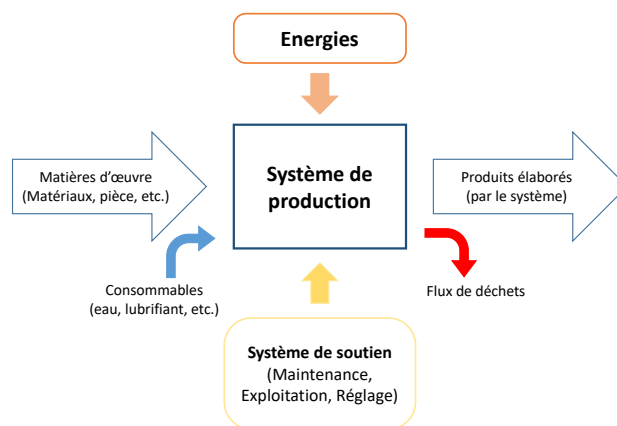 Energies
Matières d’œuvre
(Matériaux, pièce, etc.)
Système de
production
Produits élaborés
(par le système)
Consommables
(eau, lubrifiant, etc.)
Flux de déchets
Système de soutien
(Maintenance,
Exploitation, Réglage)